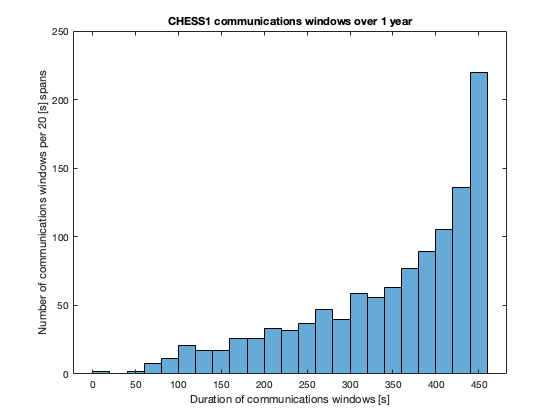 CHESS1 communications windows over 1 year
Number of communications windows per 20 [s] spans
250
200
150
100
50
0
0 50 100 150 200 250 300 350 400 450
Duration of communications windows [s]